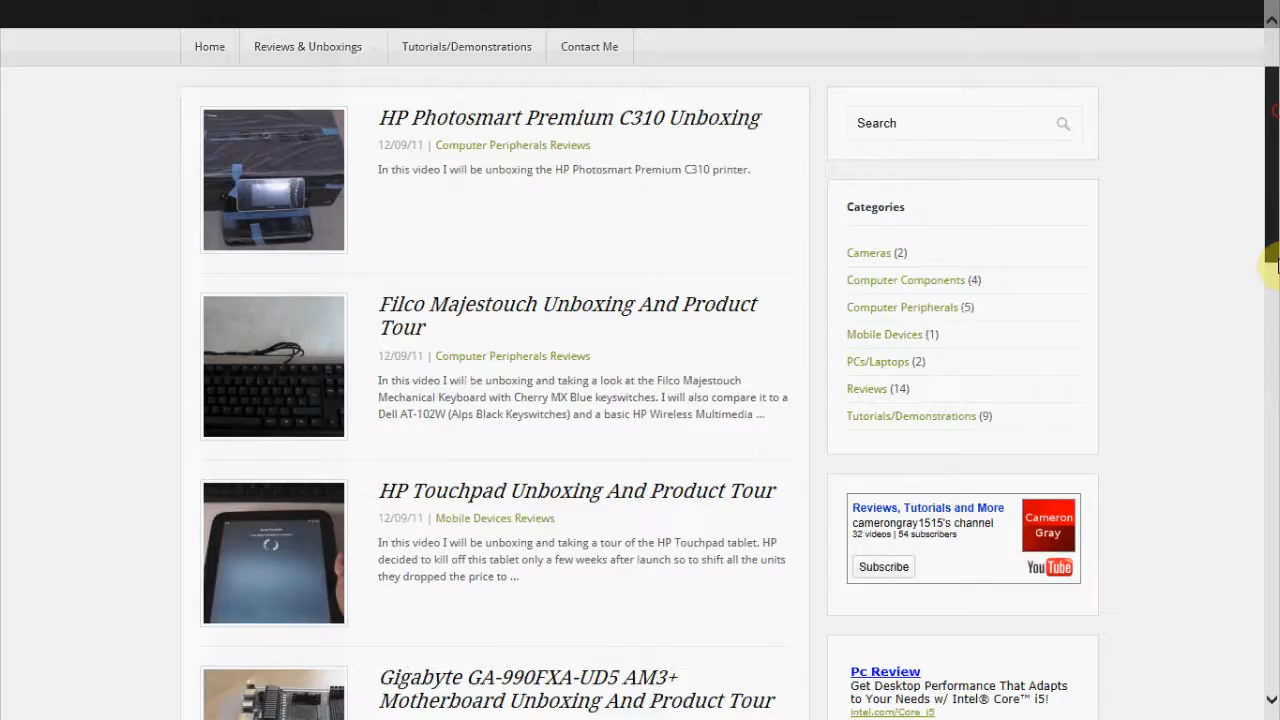 Home
Reviews & Unboxings
Tutorials/Demonstrations
Contact Me
HP Photosmart Premium C310 Unboxing
12/09/11 | Computer Peripherals Reviews
In this video I will be unboxing the HP Photosmart Premium C310 printer.
Filco Majestouch Unboxing And Product
Tour
12/09/11 | Computer Peripherals Reviews
In this video I will be unboxing and taking a look at the Filco Majestouch
Mechanical Keyboard with Cherry MX Blue keyswitches. I will also compare it to a
Dell AT-102W (Alps Black Keyswitches) and a basic HP Wireless Multimedia ...
HP Touchpad Unboxing And Product Tour
12/09/11 | Mobile Devices Reviews
In this video I will be unboxing and taking a tour of the HP Touchpad tablet. HP
decided to kill off this tablet only a few weeks after launch so to shift all the units
they dropped the price to ...
Gigabyte GA-990FXA-UD5 AM3+
Motherboard Unboxing And Product Tour
Search
Categories
Cameras (2)
Computer Components (4)
Computer Peripherals (5)
Mobile Devices (1)
PCs/Laptops (2)
Reviews (14)
Tutorials/Demonstrations (9)
Reviews, Tutorials and More
camerongray1515's channel
32 videos | 54 subscribers
Subscribe
Cameron
Gray
YouTube
Pc Review
Get Desktop Performance That Adapts
to Your Needs w/ Intel® Core™ i5!
intel.com/Core_i5